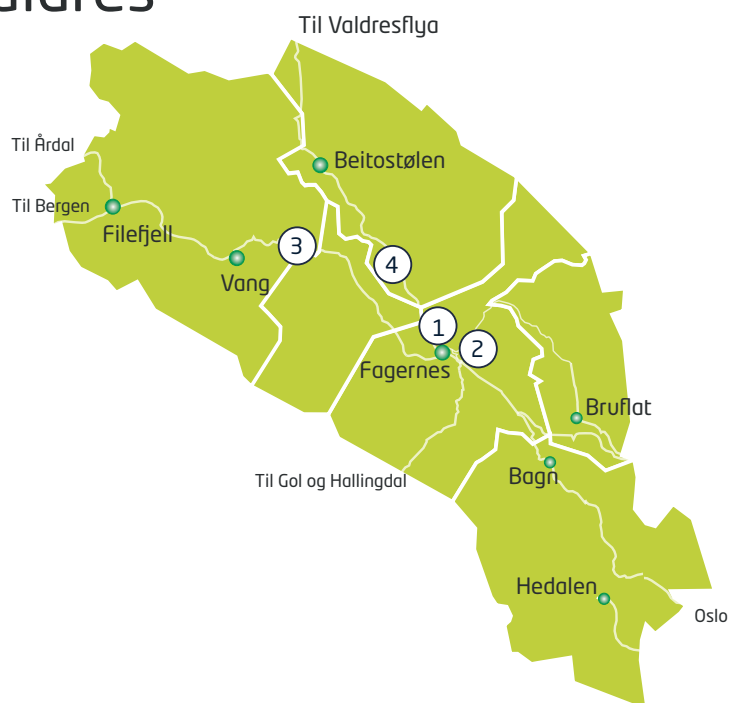 Til Valdresflya
Til Årdal
Beitostølen
Til Bergen
Filefjell
3
4
Vang
1
2
Fagernes
Bruflat
Til Gol og Hallingdal
Bagn
Hedalen
Oslo